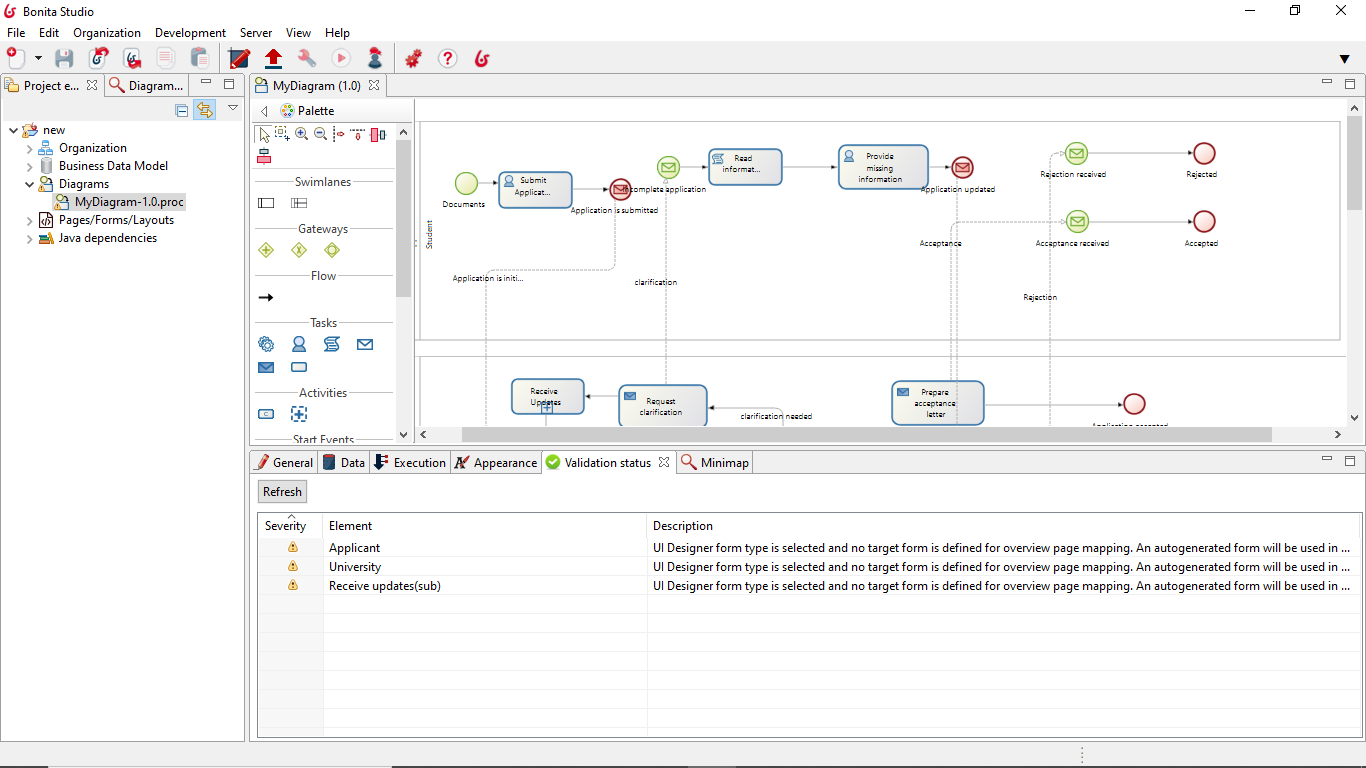 Bonita Studio
File Edit Organization Development Server View Help
Project e... Diagram...
new
Organization
Business Data Model
Diagrams
MyDiagram-1.0.proc
Pages/Forms/Layouts
Java dependencies
MyDiagram (1.0)
Palette
Swimlanes
Gateways
Flow
Tasks
Activities
Start Events
Student
Documents
Submit
Applicat...
Application is submitted
Incomplete application
Read
informat...
Provide
missing
information
Application updated
Rejection received
Rejected
Acceptance
Acceptance received
Accepted
Application is initi...
clarification
Rejection
Receive
Updates
Request
clarification
clarification needed
Prepare
acceptance
letter
Application accepted
General Data Execution Appearance Validation status Minimap
Refresh
Severity Element Description
Applicant UI Designer form type is selected and no target form is defined for overview page mapping. An autogenerated form will be used in ...
University UI Designer form type is selected and no target form is defined for overview page mapping. An autogenerated form will be used in ...
Receive updates(sub) UI Designer form type is selected and no target form is defined for overview page mapping. An autogenerated form will be used in ...